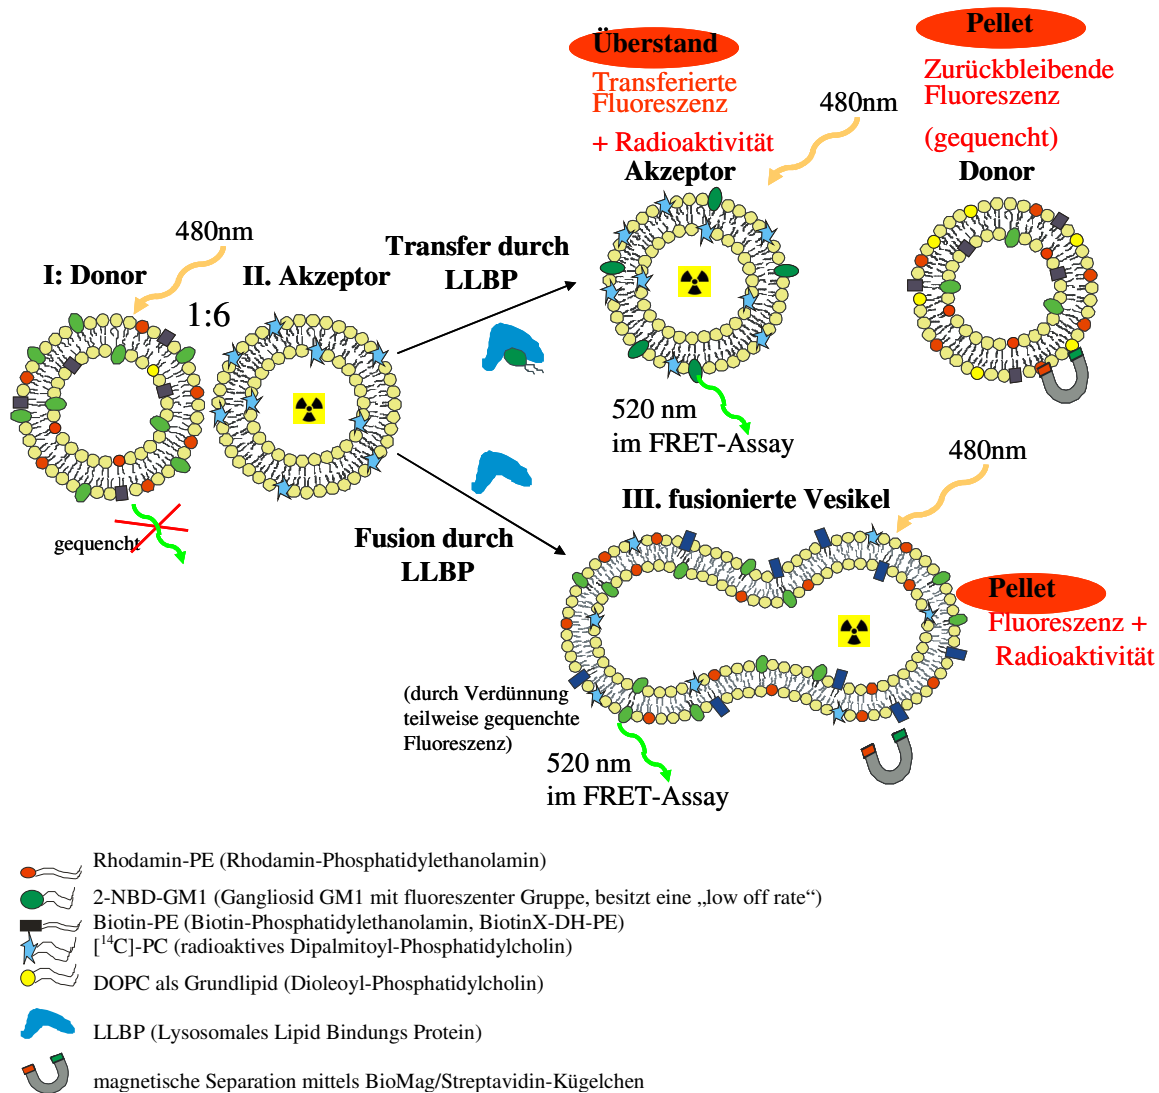 Überstand
Transferierte
Fluoreszenz
+ Radioaktivität
Akzeptor
480nm
Pellet
Zurückbleibende
Fluoreszenz
(gequencht)
Donor
480nm
I: Donor
1:6
II. Akzeptor
Transfer durch
LLBP
520 nm
im FRET-Assay
gequencht
Fusion durch
LLBP
480nm
III. fusionierte Vesikel
Pellet
Fluoreszenz +
Radioaktivität
(durch Verdünnung
teilweise gequenchte
Fluoreszenz)
520 nm
im FRET-Assay
Rhodamin-PE (Rhodamin-Phosphatidylethanolamin)
2-NBD-GM1 (Gangliosid GM1 mit fluoreszenter Gruppe, besitzt eine „low off rate“)
Biotin-PE (Biotin-Phosphatidylethanolamin, BiotinX-DH-PE)
[¹⁴C]-PC (radioaktives Dipalmitoyl-Phosphatidylcholin)
DOPC als Grundlipid (Dioleoyl-Phosphatidylcholin)
LLBP (Lysosomales Lipid Bindungs Protein)
magnetische Separation mittels BioMag/Streptavidin-Kügelchen